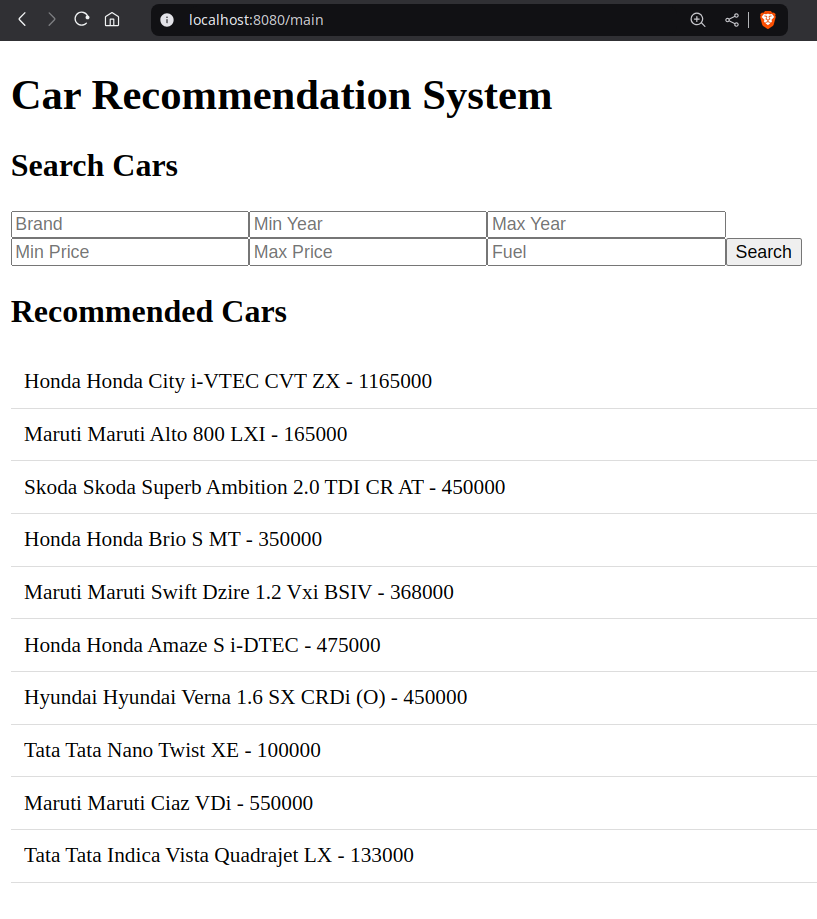 localhost:8080/main
Car Recommendation System
Search Cars
Brand Min Year Max Year
Min Price Max Price Fuel Search
Recommended Cars
Honda Honda City i-VTEC CVT ZX - 1165000
Maruti Maruti Alto 800 LXI - 165000
Skoda Skoda Superb Ambition 2.0 TDI CR AT - 450000
Honda Honda Brio S MT - 350000
Maruti Maruti Swift Dzire 1.2 Vxi BSIV - 368000
Honda Honda Amaze S i-DTEC - 475000
Hyundai Hyundai Verna 1.6 SX CRDi (O) - 450000
Tata Tata Nano Twist XE - 100000
Maruti Maruti Ciaz VDi - 550000
Tata Tata Indica Vista Quadrajet LX - 133000